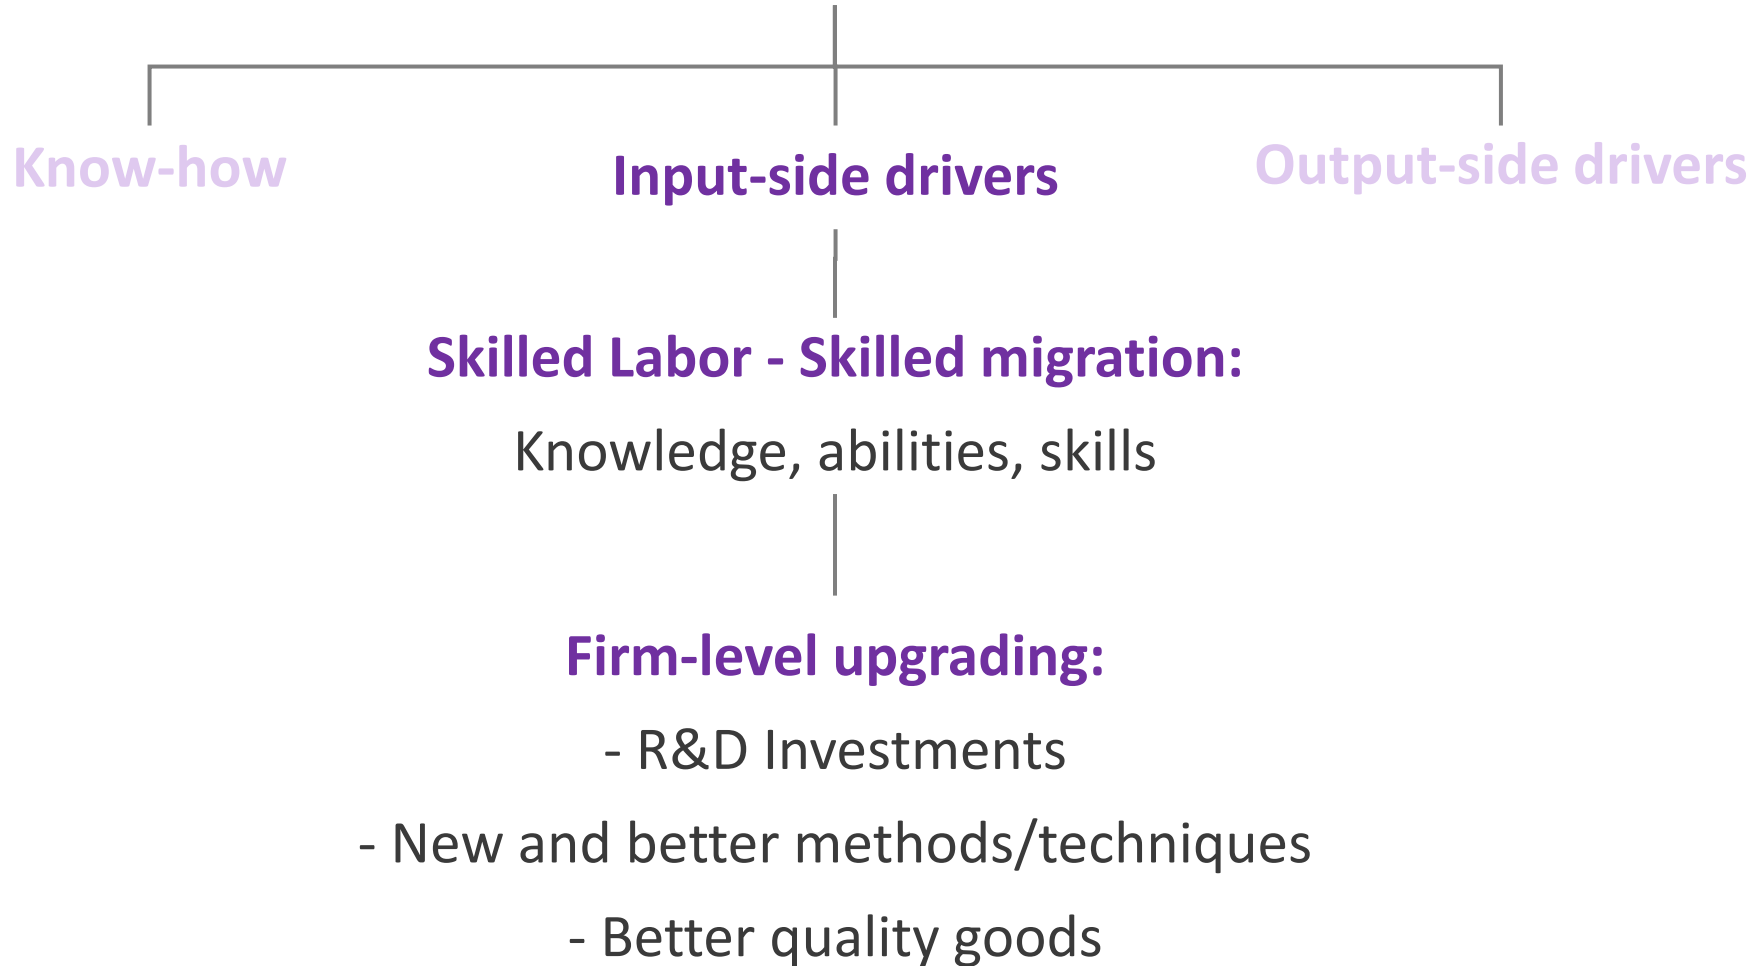 Know-how
Input-side drivers
Output-side drivers
Skilled Labor - Skilled migration:
Knowledge, abilities, skills
Firm-level upgrading:
- R&D Investments
- New and better methods/techniques
- Better quality goods